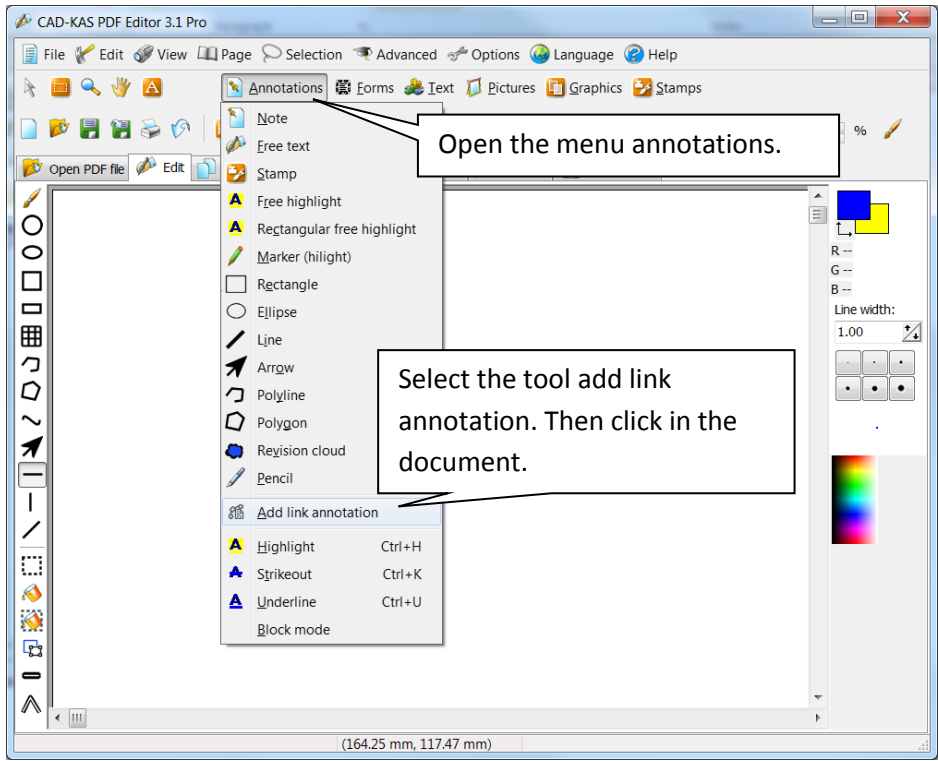 CAD-KAS PDF Editor 3.1 Pro
File Edit View Page Selection Advanced Options Language Help
Annotations Forms Text Pictures Graphics Stamps
Note
Open the menu annotations.
%
Free text
Open PDF file Edit
Stamp
Free highlight
Rectangular free highlight
Marker (hilight)
Rectangle
Ellipse
Line
Arrow
Polyline
Polygon
Revision cloud
Pencil
Select the tool add link
annotation. Then click in the
document.
Add link annotation
Highlight Ctrl+H
Strikeout Ctrl+K
Underline Ctrl+U
Block mode
R --
G --
B --
Line width:
1.00
(164.25 mm, 117.47 mm)